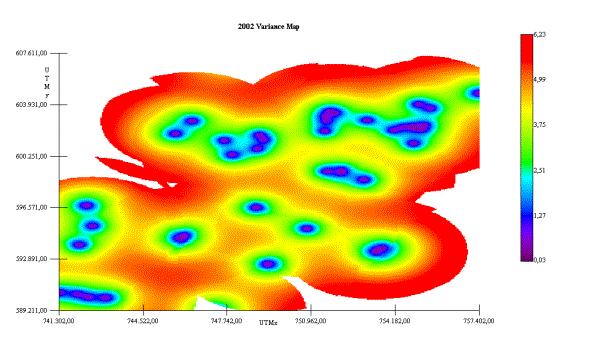 2002 Variance Map
607.611,00
U
T
M
y
603.931,00
600.251,00
596.571,00
592.891,00
589.211,00
741.302,00 744.522,00 747.742,00 750.962,00 754.182,00 757.402,00
UTMx
6,23
4,99
3,75
2,51
1,27
0,03